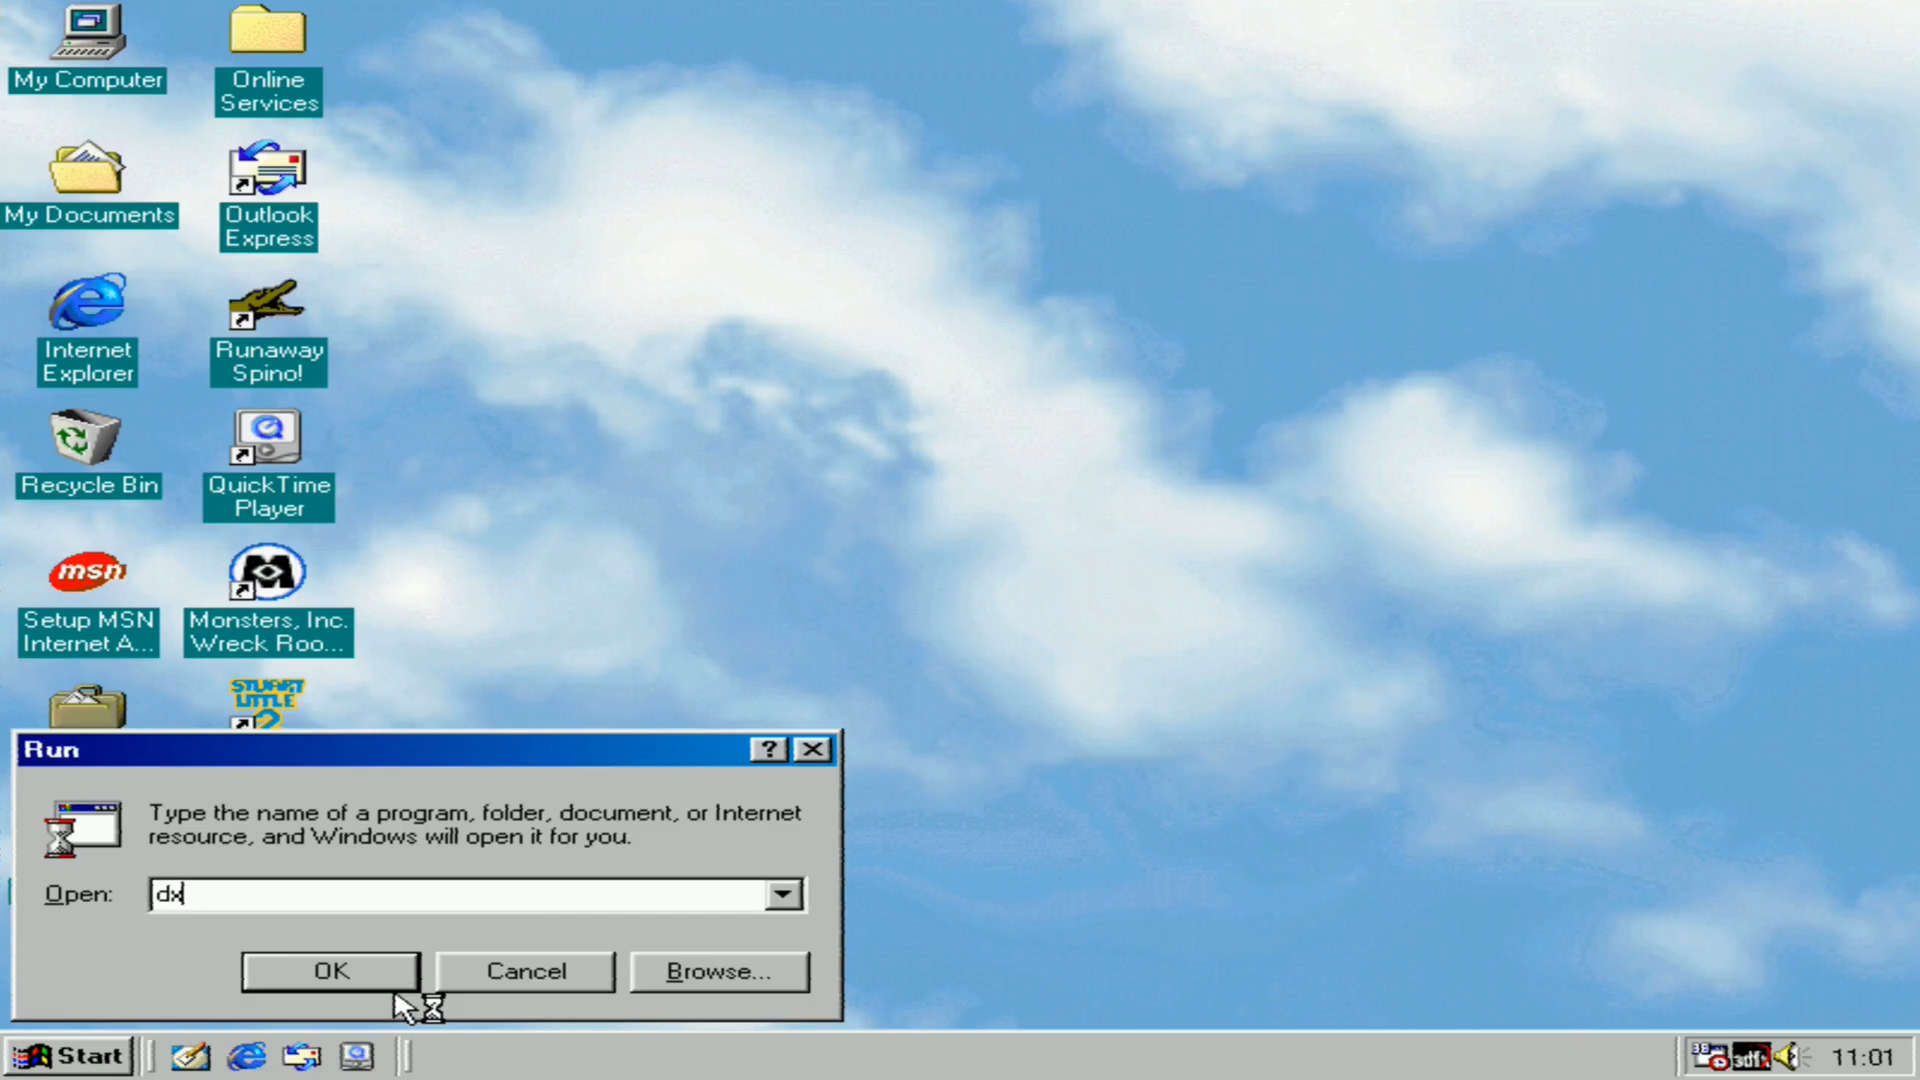 My Computer
Online
Services
My Documents
Outlook
Express
Internet
Explorer
Runaway
Spino!
Recycle Bin
QuickTime
Player
msn
Setup MSN
Internet A...
Monsters, Inc.
Wreck Roo...
STUART
LITTLE
2
Run
?
Type the name of a program, folder, document, or Internet
resource, and Windows will open it for you.
Open:
dx
OK
Cancel
Browse...
Start
3dfx
11:01